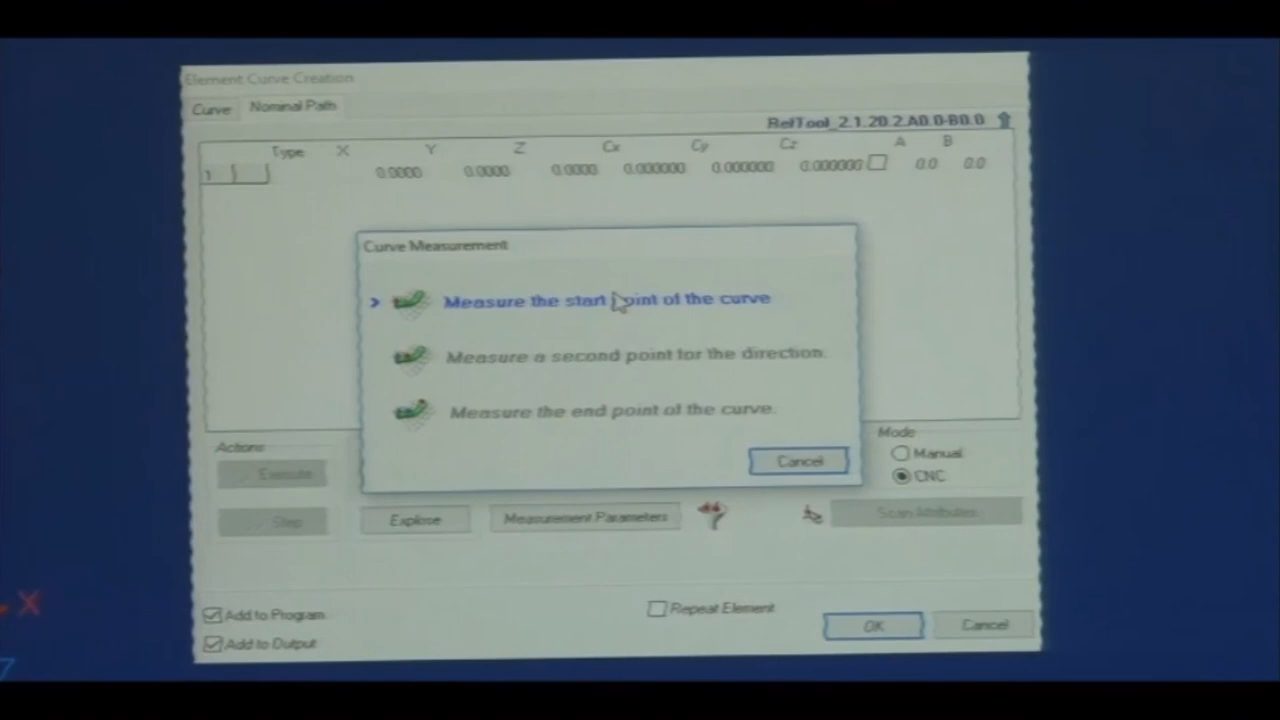 Element Curve Creation
Curve
Nominal Path
RefTool_2.1.20.2.A0.0-B0.0
Type X Y Z Cx Cy Cz A B
1 0.0000 0.0000 0.0000 0.000000 0.000000 0.000000 0.0 0.0
Curve Measurement
Measure the start point of the curve
Measure a second point for the direction.
Measure the end point of the curve.
Cancel
Actions
Execute
Step
Explose
Measurement Parameters
Mode
Manual
CNC
Scan Attributes
Add to Program
Add to Output
Repeat Element
OK
Cancel
X